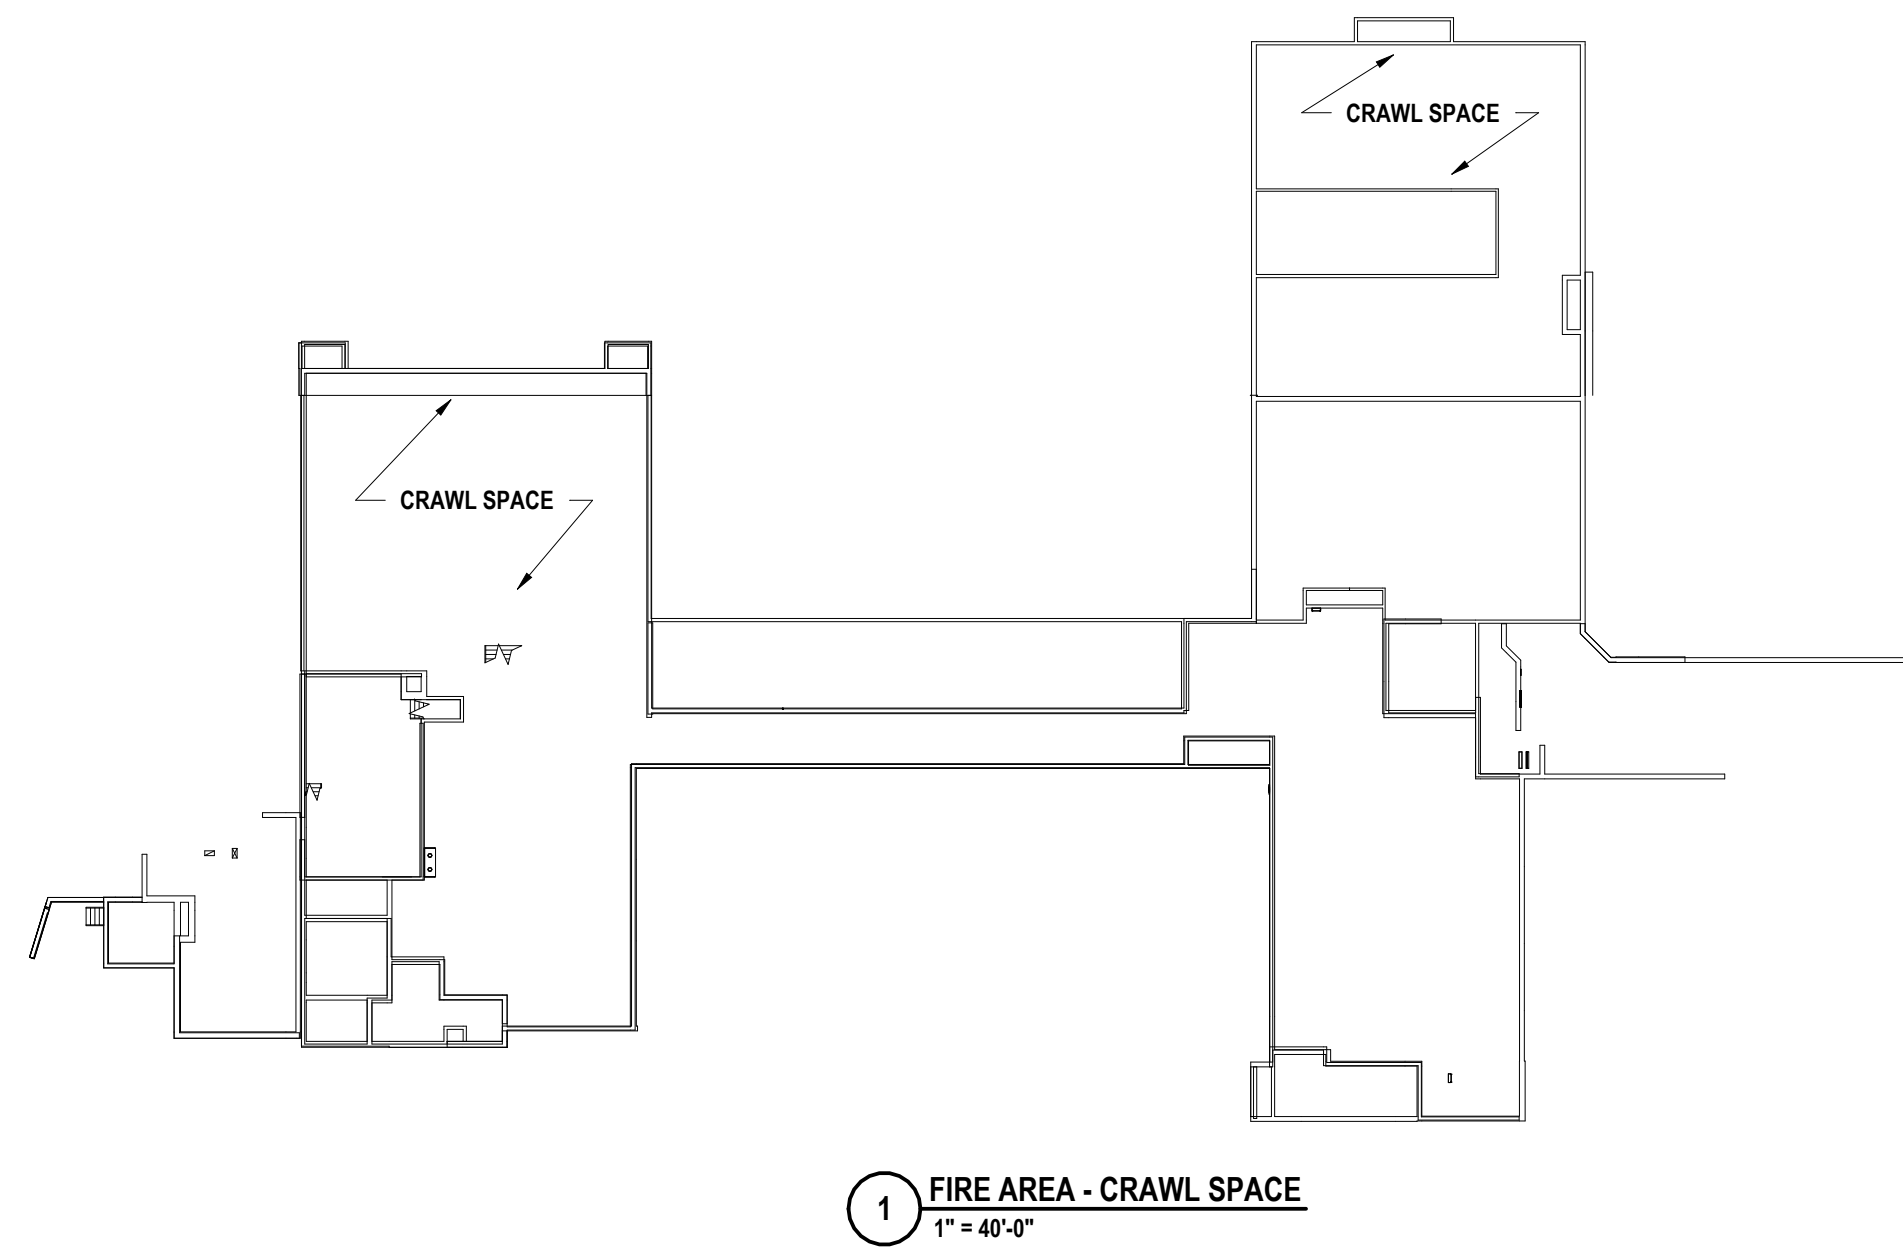 CRAWL SPACE
CRAWL SPACE
1
FIRE AREA - CRAWL SPACE
1" = 40'-0"